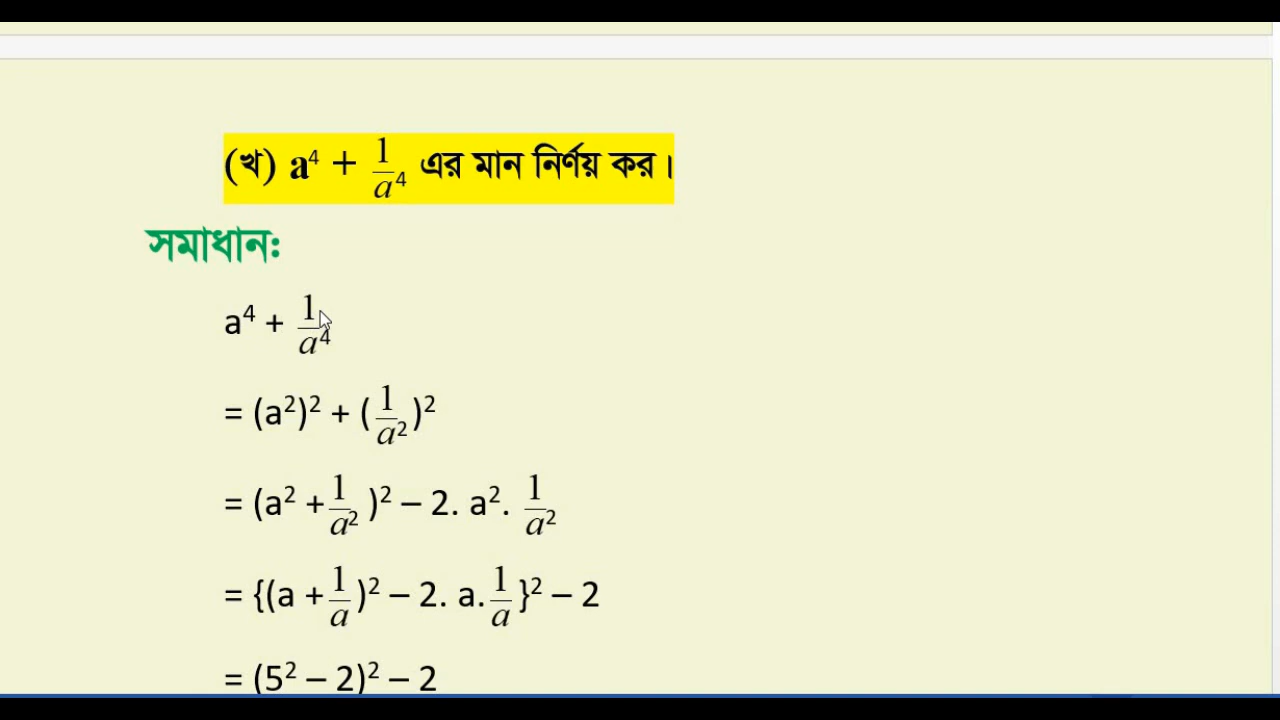 (খ) a⁴ + 1/a⁴ এর মান নির্ণয় কর।
সমাধানঃ
a⁴ + 1/a⁴
= (a²)² + (1/a²)²
= (a² + 1/a²)² – 2. a². 1/a²
= {(a + 1/a)² – 2. a. 1/a}² – 2
= (5² – 2)² – 2